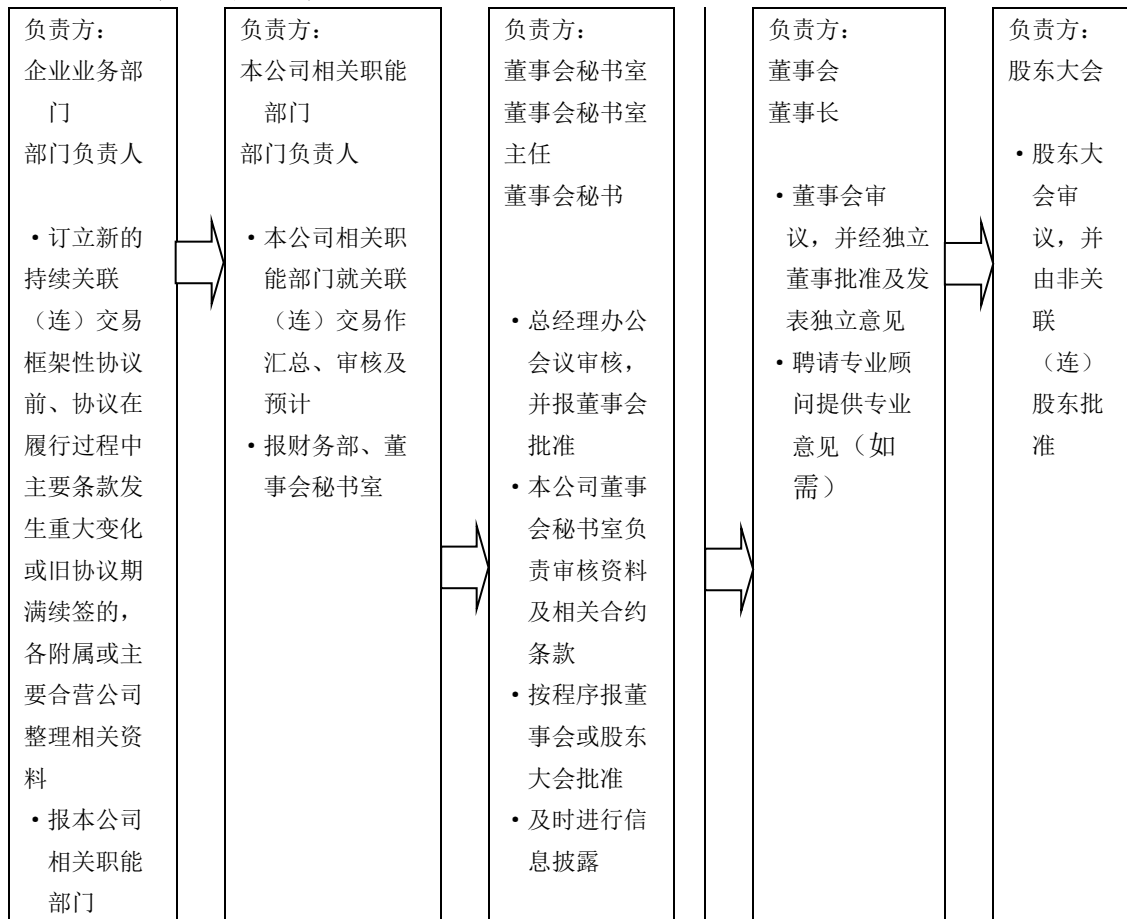 负责方：
企业业务部
门
部门负责人
·订立新的
持续关联
（连）交易
框架性协议
前、协议在
履行过程中
主要条款发
生重大变化
或旧协议期
满续签的，
各附属或主
要合营公司
整理相关资
料
·报本公司
相关职能
部门
负责方：
本公司相关职能
部门
部门负责人
·本公司相关职
能部门就关联
（连）交易作
汇总、审核及
预计
·报财务部、董
事会秘书室
负责方：
董事会秘书室
董事会秘书室
主任
董事会秘书
·总经理办公
会议审核，
并报董事会
批准
·本公司董事
会秘书室负
责审核资料
及相关合约
条款
·按程序报董
事会或股东
大会批准
·及时进行信
息披露
负责方：
董事会
董事长
·董事会审
议，并经独立
董事批准及发
表独立意见
·聘请专业顾
问提供专业
意见（如
需）
负责方：
股东大会
·股东大
会审
议，并
由非关
联
（连）
股东批
准